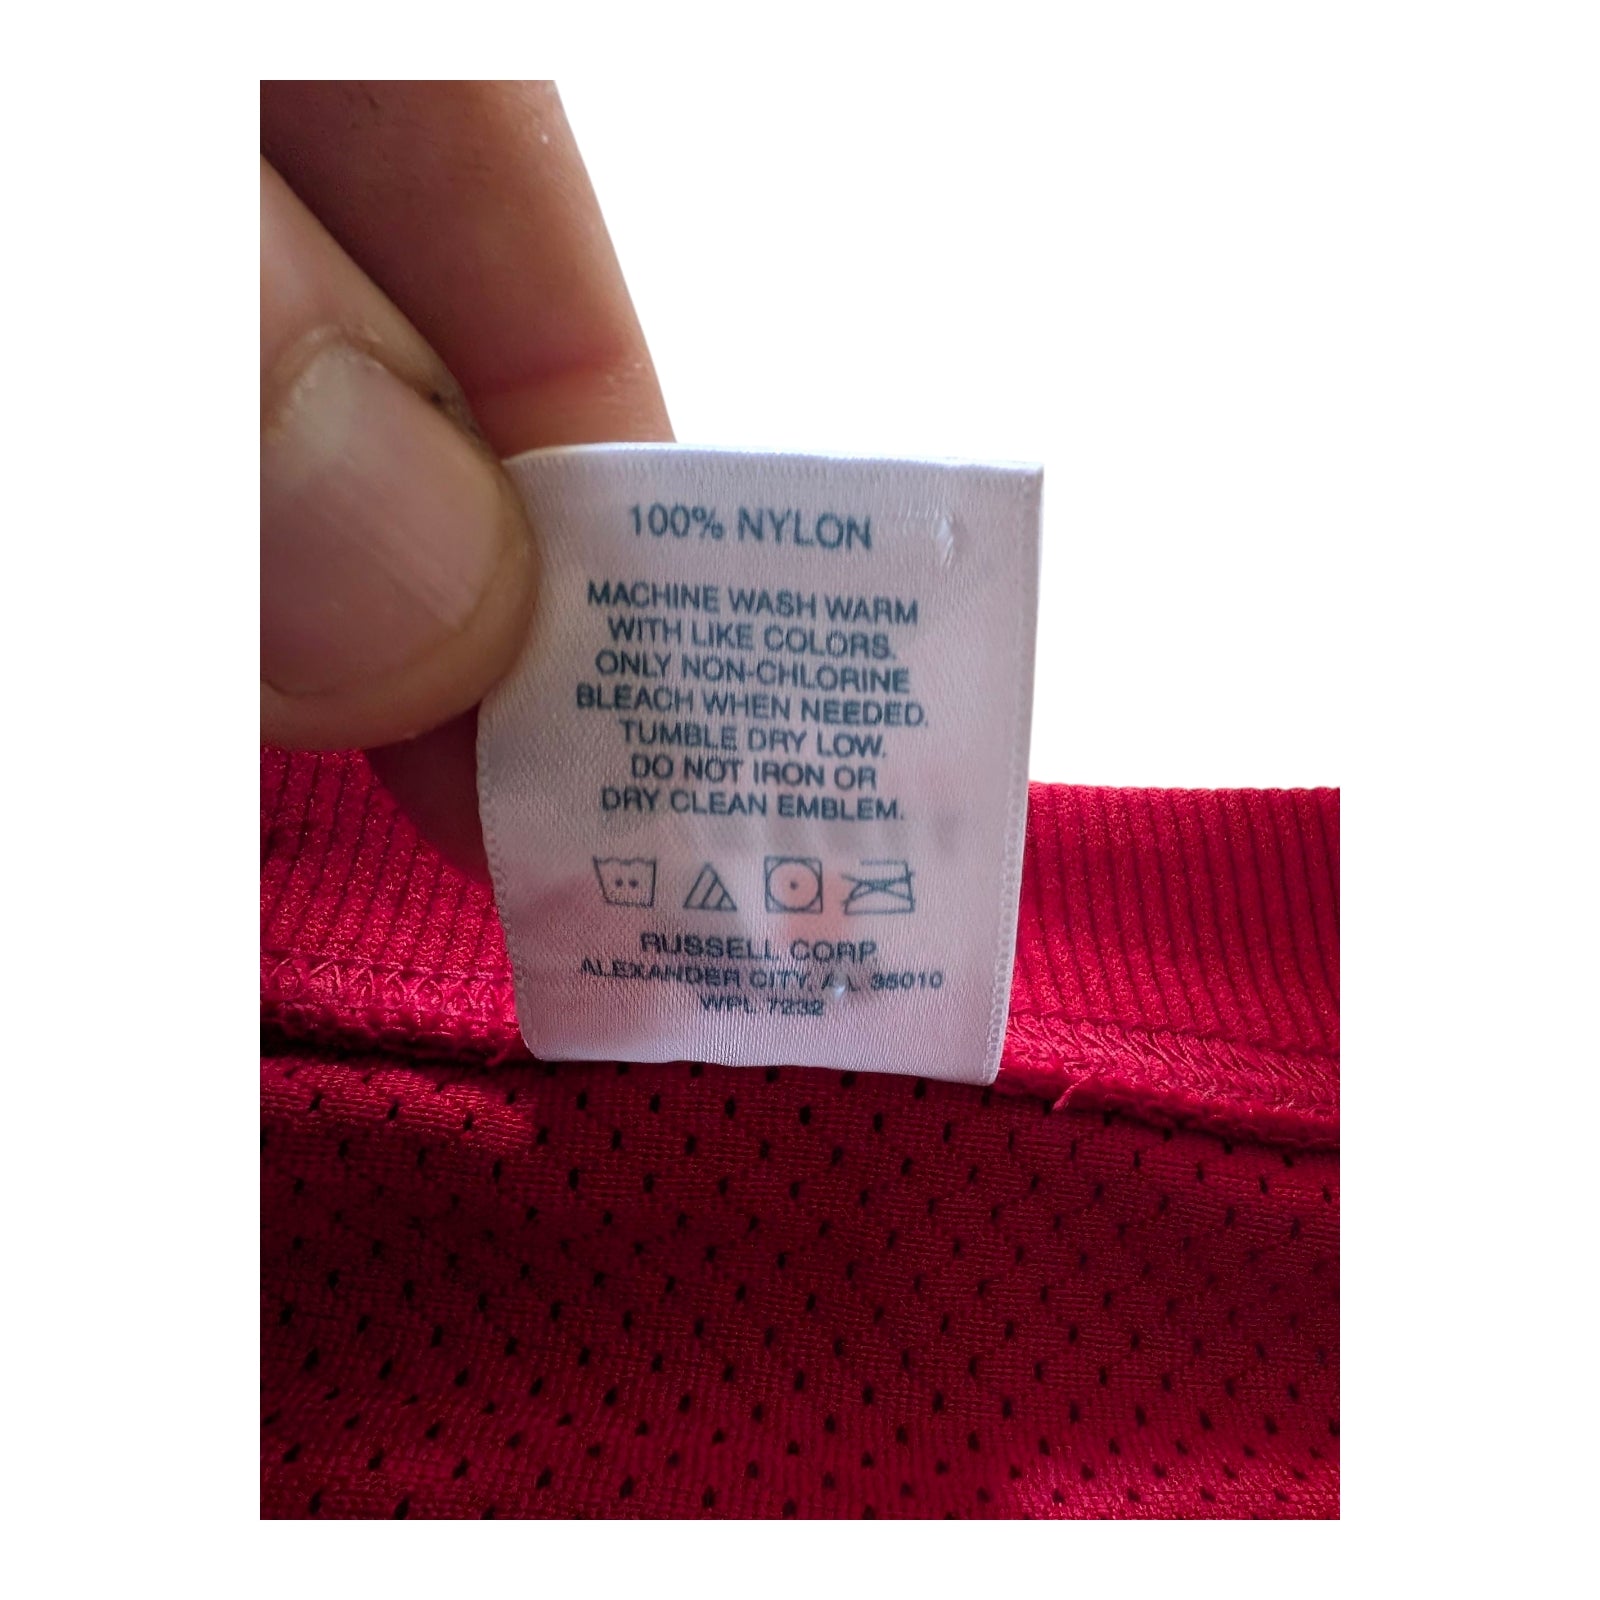 100% NYLON
MACHINE WASH WARM
WITH LIKE COLORS.
ONLY NON-CHLORINE
BLEACH WHEN NEEDED.
TUMBLE DRY LOW.
DO NOT IRON OR
DRY CLEAN EMBLEM.
RUSSELL CORP.
ALEXANDER CITY, AL 35010
WPL 7232